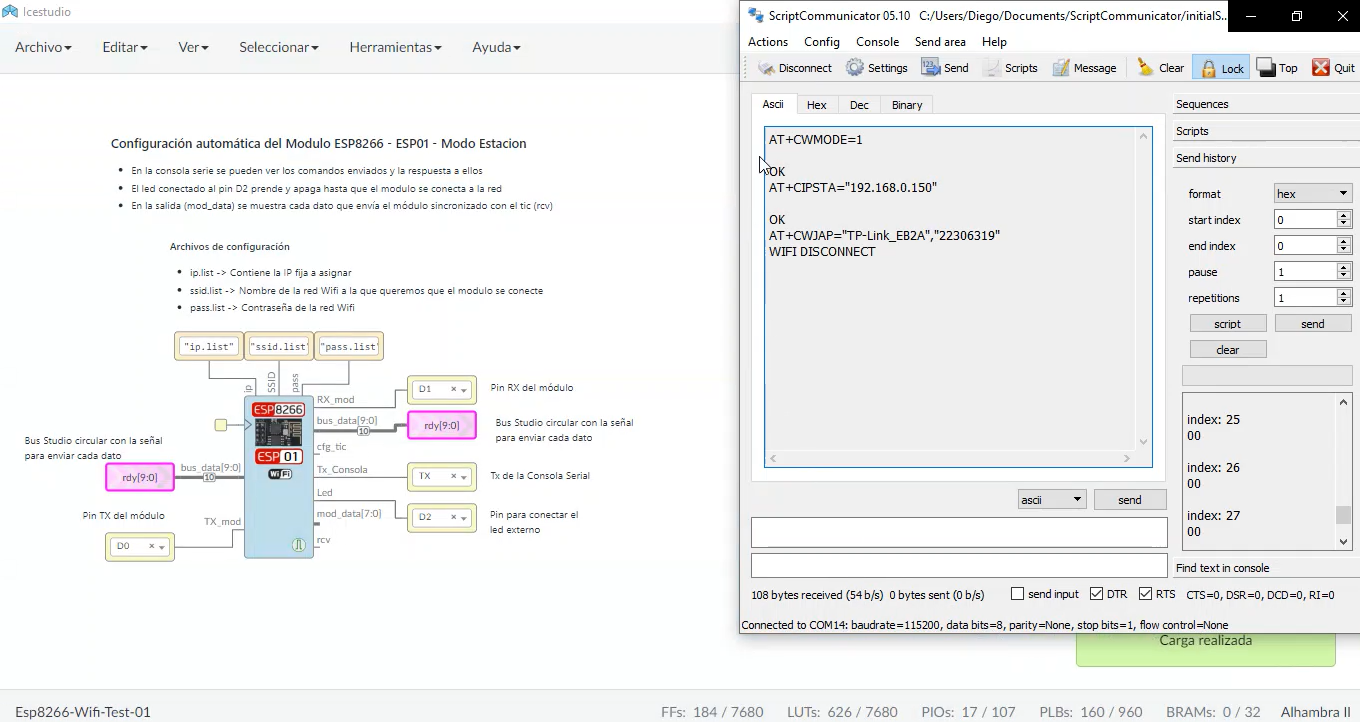 Icestudio
Archivo Editar Ver Seleccionar Herramientas Ayuda
Configuración automática del Modulo ESP8266 - ESP01 - Modo Estacion
En la consola serie se pueden ver los comandos enviados y la respuesta a ellos
El led conectado al pin D2 prende y apaga hasta que el modulo se conecta a la red
En la salida (mod_data) se muestra cada dato que envía el módulo sincronizado con el tic (rcv)
Archivos de configuración
ip.list -> Contiene la IP fija a asignar
ssid.list -> Nombre de la red Wifi a la que queremos que el modulo se conecte
pass.list -> Contraseña de la red Wifi
"ip.list" "ssid.list" "pass.list"
ip SSID pass
RX_mod
D1
Pin RX del módulo
ESP8266
bus_data[9:0]
10
rdy[9:0]
Bus Studio circular con la señal
para enviar cada dato
cfg_tic
ESP 01
WiFi
Bus Studio circular con la señal
para enviar cada dato
rdy[9:0]
bus_data[9:0]
10
Tx_Consola
TX
Tx de la Consola Serial
Led
D2
Pin para conectar el
led externo
mod_data[7:0]
rcv
Pin TX del módulo
TX_mod
D0
Esp8266-Wifi-Test-01
FFs: 184 / 7680 LUTs: 626 / 7680 PIOs: 17 / 107 PLBs: 160 / 960 BRAMs: 0 / 32 Alhambra II
ScriptCommunicator 05.10 C:/Users/Diego/Documents/ScriptCommunicator/initialS...
Actions Config Console Send area Help
Disconnect Settings Send Scripts Message Clear Lock Top Quit
Ascii Hex Dec Binary
AT+CWMODE=1
OK
AT+CIPSTA="192.168.0.150"
OK
AT+CWJAP="TP-Link_EB2A","22306319"
WIFI DISCONNECT
ascii send
108 bytes received (54 b/s) 0 bytes sent (0 b/s) send input DTR RTS CTS=0, DSR=0, DCD=0, RI=0
Connected to COM14: baudrate=115200, data bits=8, parity=None, stop bits=1, flow control=None
Sequences
Scripts
Send history
format hex
start index 0
end index 0
pause 1
repetitions 1
script send
clear
index: 25
00
index: 26
00
index: 27
00
Find text in console
Carga realizada